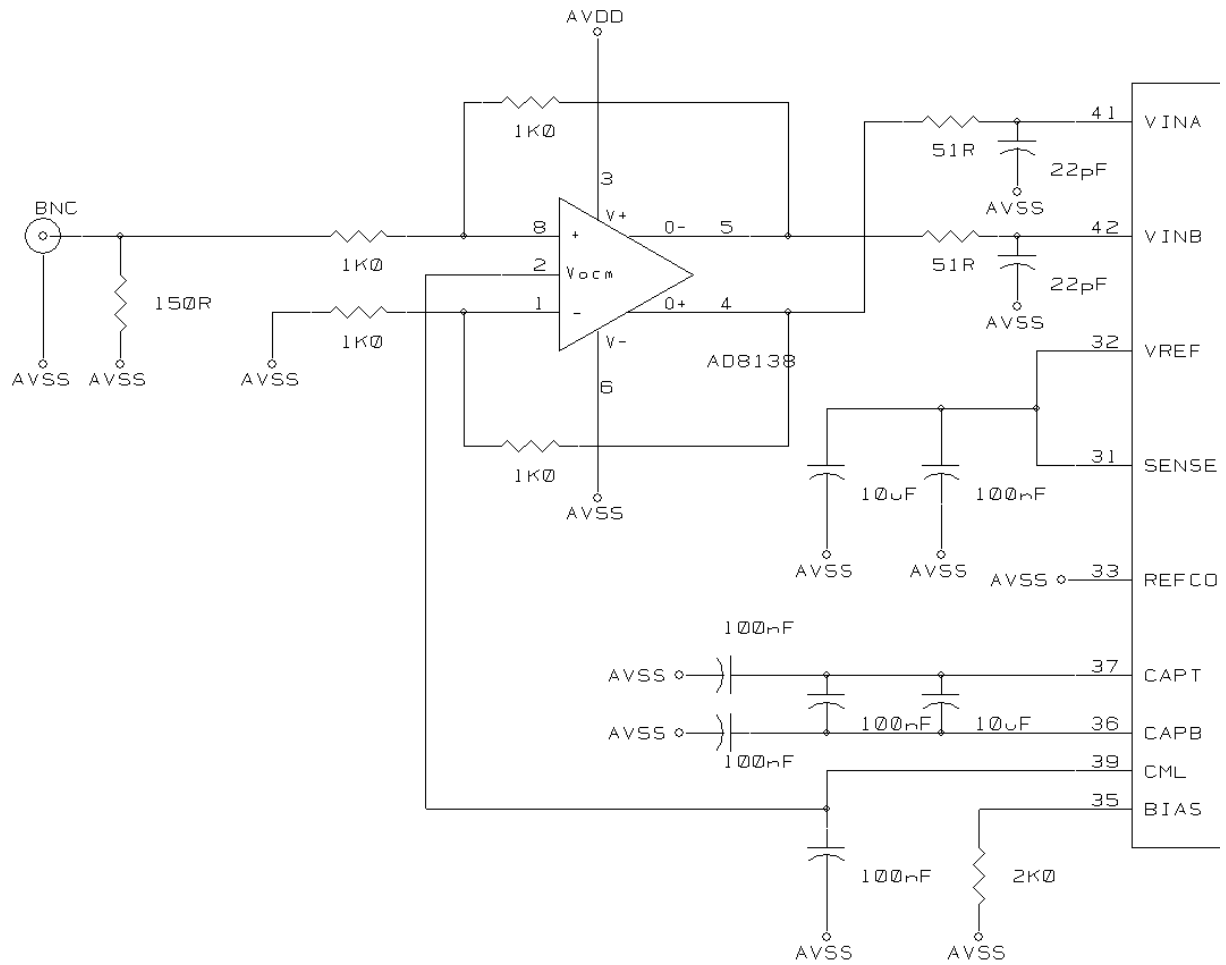 AVDD
1K0
3
V+
BNC
8
+
O-
5
1K0
2
Vocm
150R
1
-
O+
4
1K0
V-
AD8138
6
AVSS
AVSS
AVSS
1K0
AVSS
41
VINA
51R
22pF
AVSS
42
VINB
51R
22pF
AVSS
32
VREF
31
SENSE
10uF
100nF
AVSS
AVSS
AVSS
33
REFCO
100nF
AVSS
37
CAPT
100nF
10uF
AVSS
36
CAPB
100nF
39
CML
35
BIAS
100nF
2K0
AVSS
AVSS